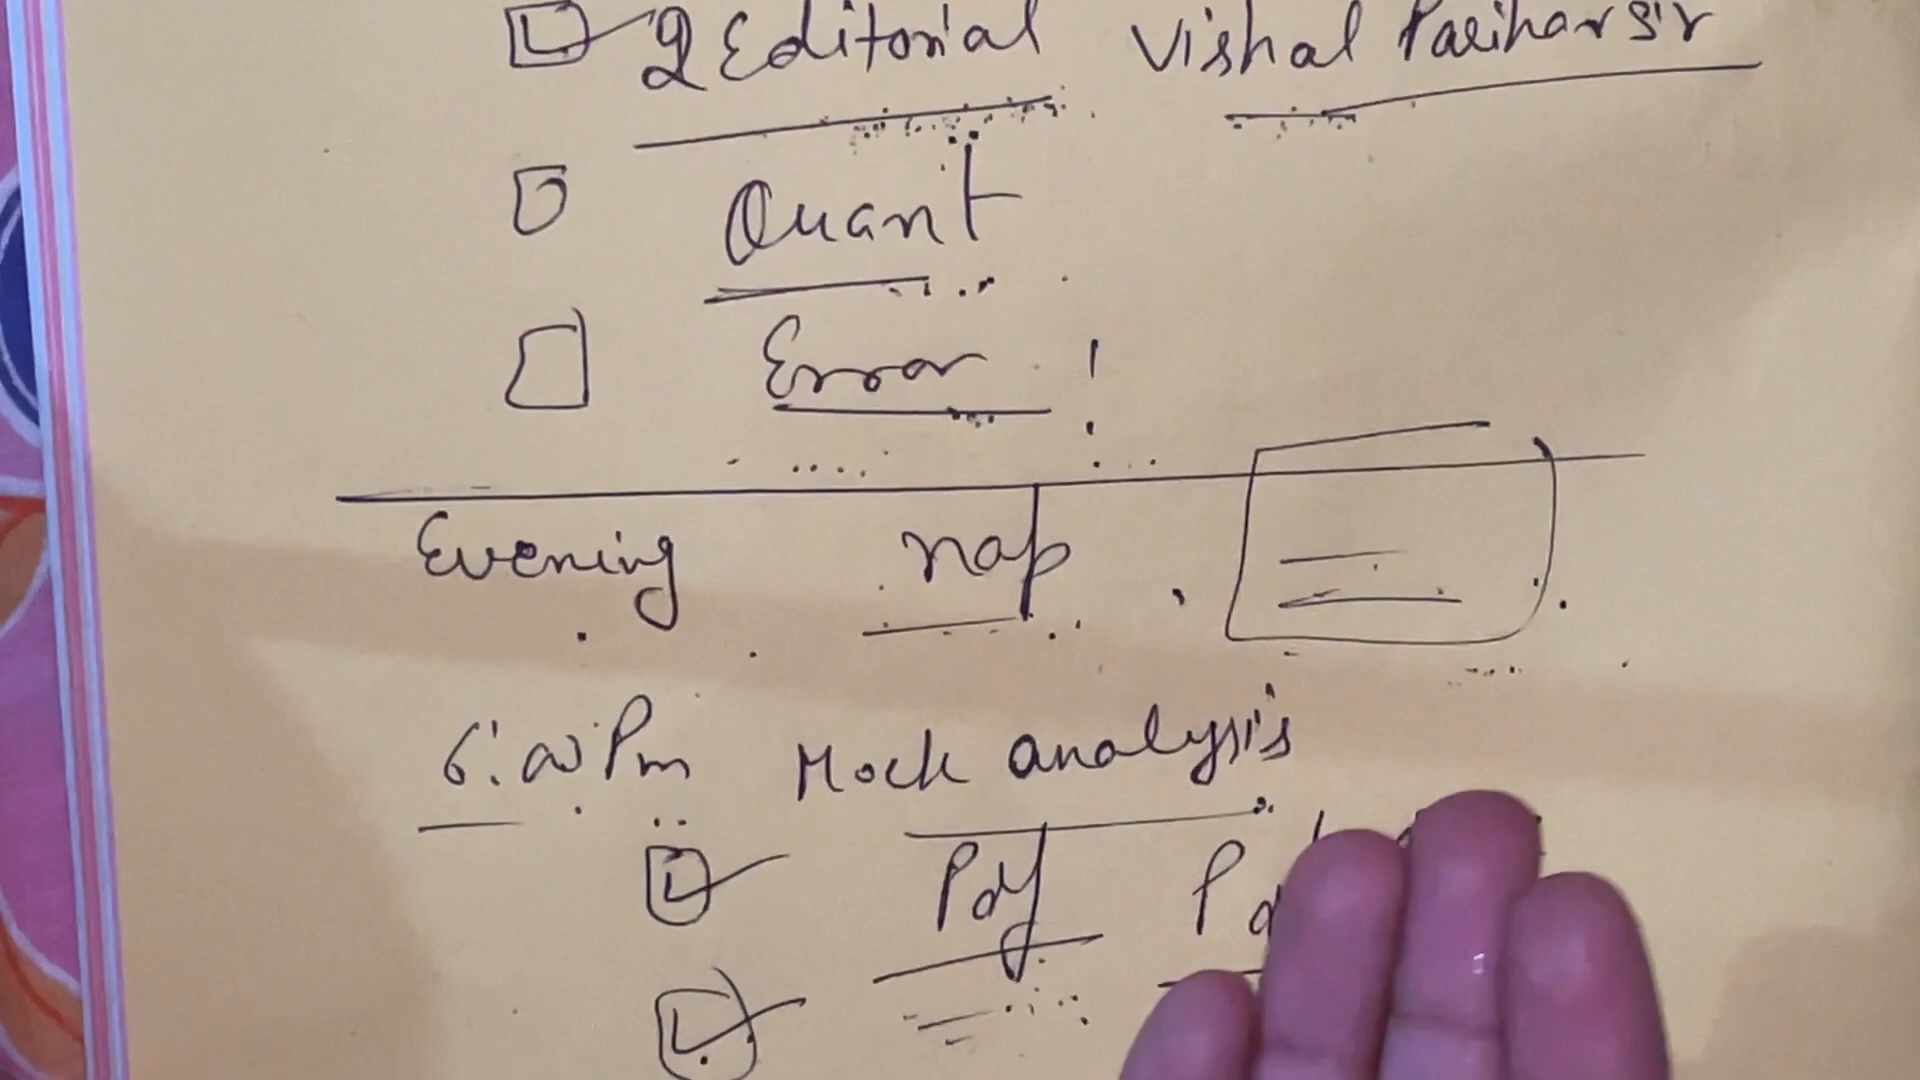 2 Editorial Vishal Parihar sir
Quant
Error !
Evening nap
6:00 Pm Mock analysis
Pdf